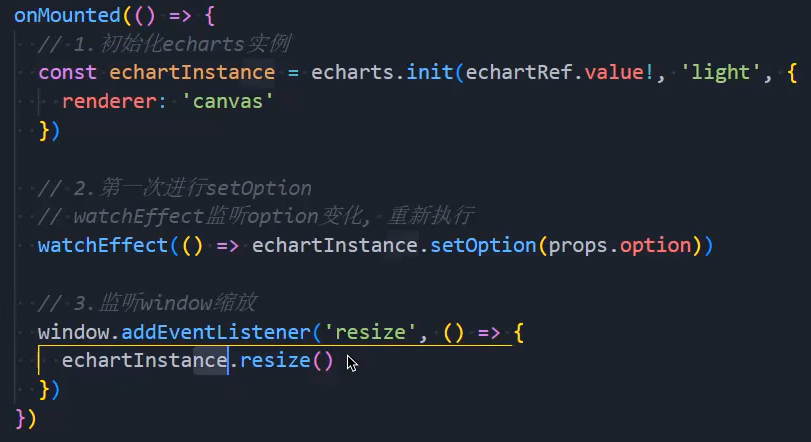 onMounted(() => {
  // 1.初始化echarts实例
  const echartInstance = echarts.init(echartRef.value!, 'light', {
    renderer: 'canvas'
  })
  // 2.第一次进行setOption
  // watchEffect监听option变化, 重新执行
  watchEffect(() => echartInstance.setOption(props.option))
  // 3.监听window缩放
  window.addEventListener('resize', () => {
    echartInstance.resize()
  })
})